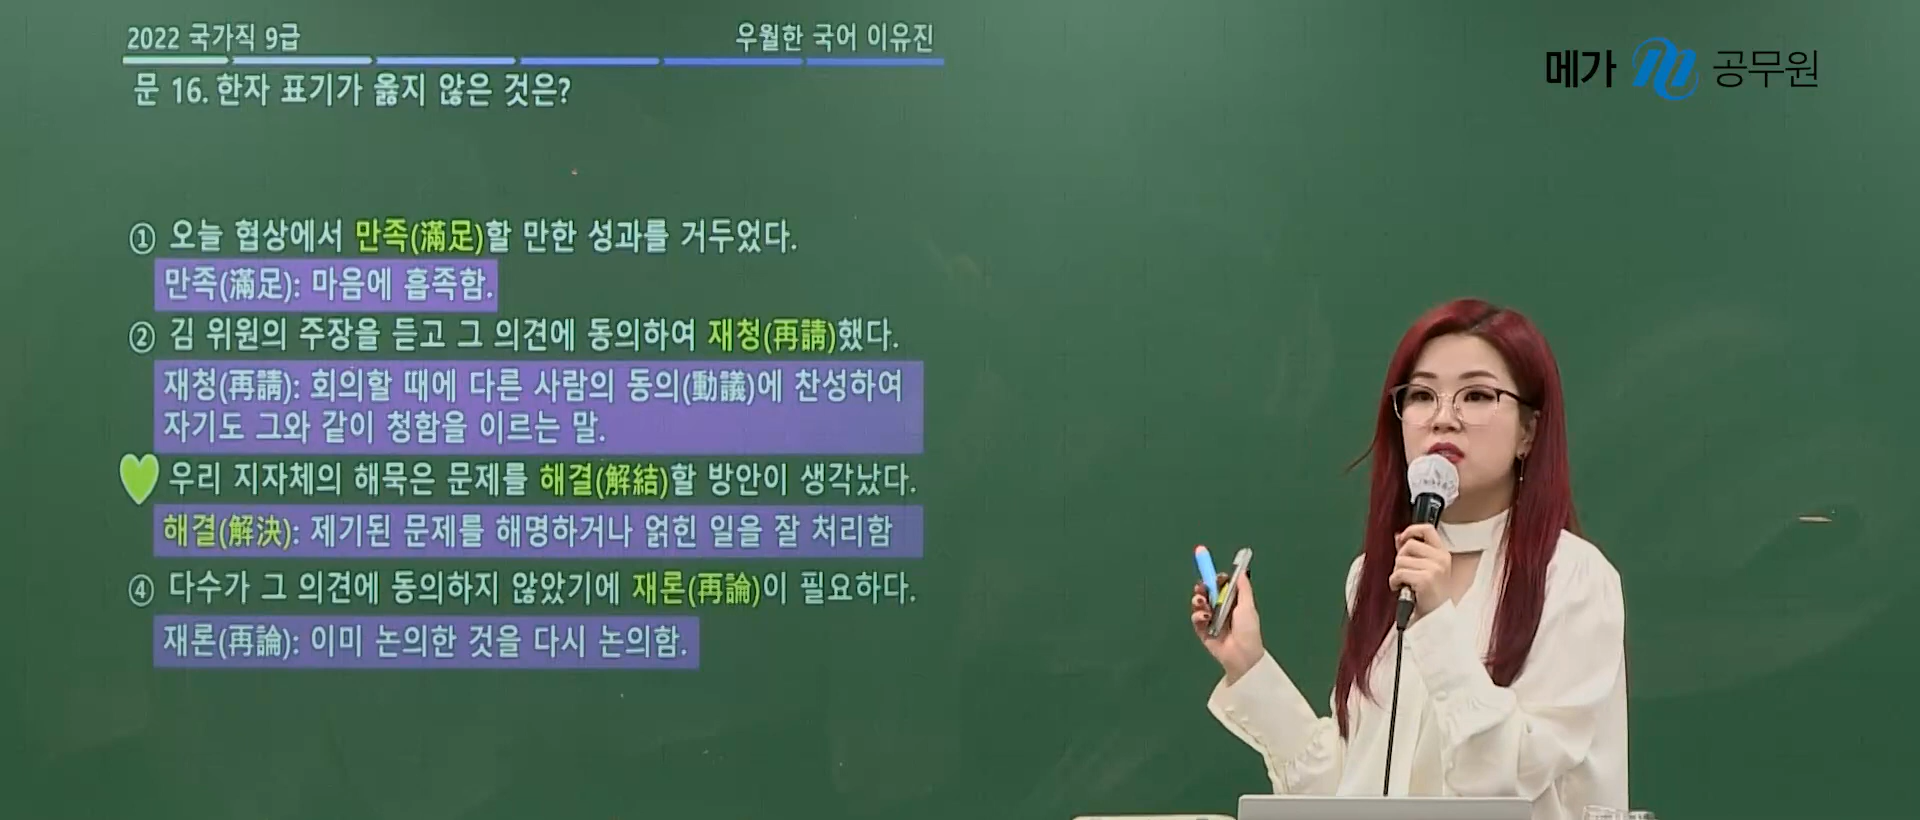 2022 국가직 9급
우월한 국어 이유진
메가 공무원
문 16. 한자 표기가 옳지 않은 것은?
① 오늘 협상에서 만족(滿足)할 만한 성과를 거두었다.
만족(滿足): 마음에 흡족함.
② 김 위원의 주장을 듣고 그 의견에 동의하여 재청(再請)했다.
재청(再請): 회의할 때에 다른 사람의 동의(動議)에 찬성하여
자기도 그와 같이 청함을 이르는 말.
우리 지자체의 해묵은 문제를 해결(解結)할 방안이 생각났다.
해결(解決): 제기된 문제를 해명하거나 얽힌 일을 잘 처리함
④ 다수가 그 의견에 동의하지 않았기에 재론(再論)이 필요하다.
재론(再論): 이미 논의한 것을 다시 논의함.